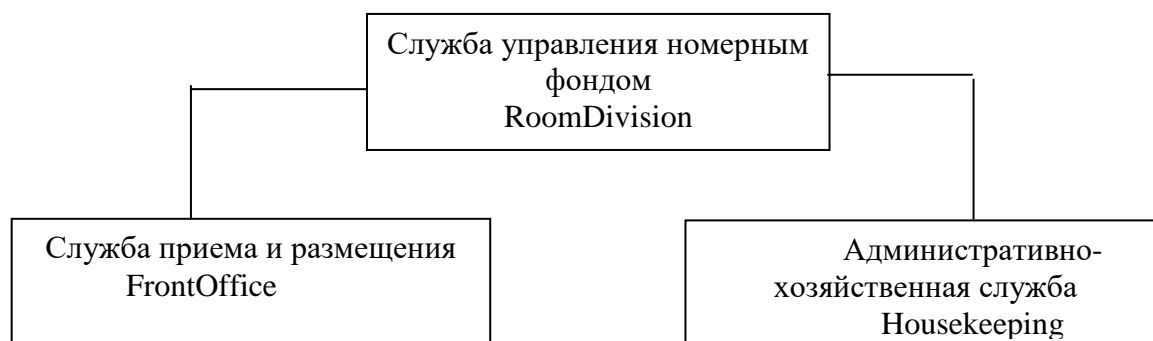 Служба управления номерным
фондом
RoomDivision
Служба приема и размещения
FrontOffice
Административно-
хозяйственная служба
Housekeeping